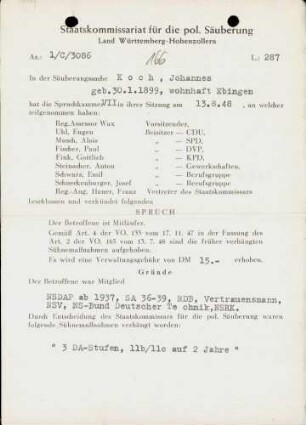 Staatskommissariat für die pol. Säuberung
Land Württemberg-Hohenzollern
Az.: 1/C/3086
166
L: 287
In der Säuberungssache K o c h , Johannes
geb.30.1.1899, wohnhaft Ebingen
hat die Spruchkammer VII in ihrer Sitzung am 13.8.48 , an welcher
teilgenommen haben:
Reg.Assessor Wax Vorsitzender,
Uhl, Eugen Beisitzer — CDU,
Munds, Alois „ — SPD,
Fischer, Paul „ — DVP,
Fink, Gottlieb „ — KPD,
Steinacher, Anton „ — Gewerkschaften,
Schwarz, Emil „ — Berufsgruppe
Schneckenburger, Josef „ — Berufsgruppe
Reg.-Ang. Hener, Franz Vertreter des Staatskommissars
beschlossen und verkündet folgenden
SPRUCH
Der Betroffene ist Mitläufer.
Gemäß Art. 4 der VO. 133 vom 17. 11. 47 in der Fassung des
Art. 2 der VO. 165 vom 13. 7. 48 sind die früher verhängten
Sühnemaßnahmen aufgehoben.
Es wird eine Verwaltungsgebühr von DM 15.- erhoben.
Gründe
Der Betroffene war Mitglied
NSDAP ab 1937, SA 36-39, RDB, Vertrauensmann,
NSV, NS-Bund Deutscher Te chnik,NSRK.
Durch Entscheidung des Staatskommissars für pol. Säuberung waren
folgende Sühnemaßnahmen verhängt worden:
" 3 DA-Stufen, 11b/11c auf 2 Jahre "